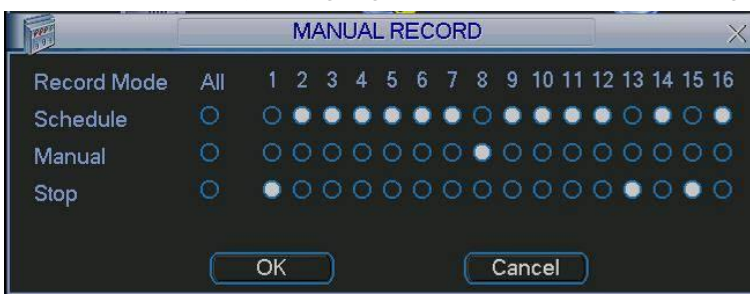 MANUAL RECORD
Record Mode All 1 2 3 4 5 6 7 8 9 10 11 12 13 14 15 16
Schedule
Manual
Stop
OK Cancel